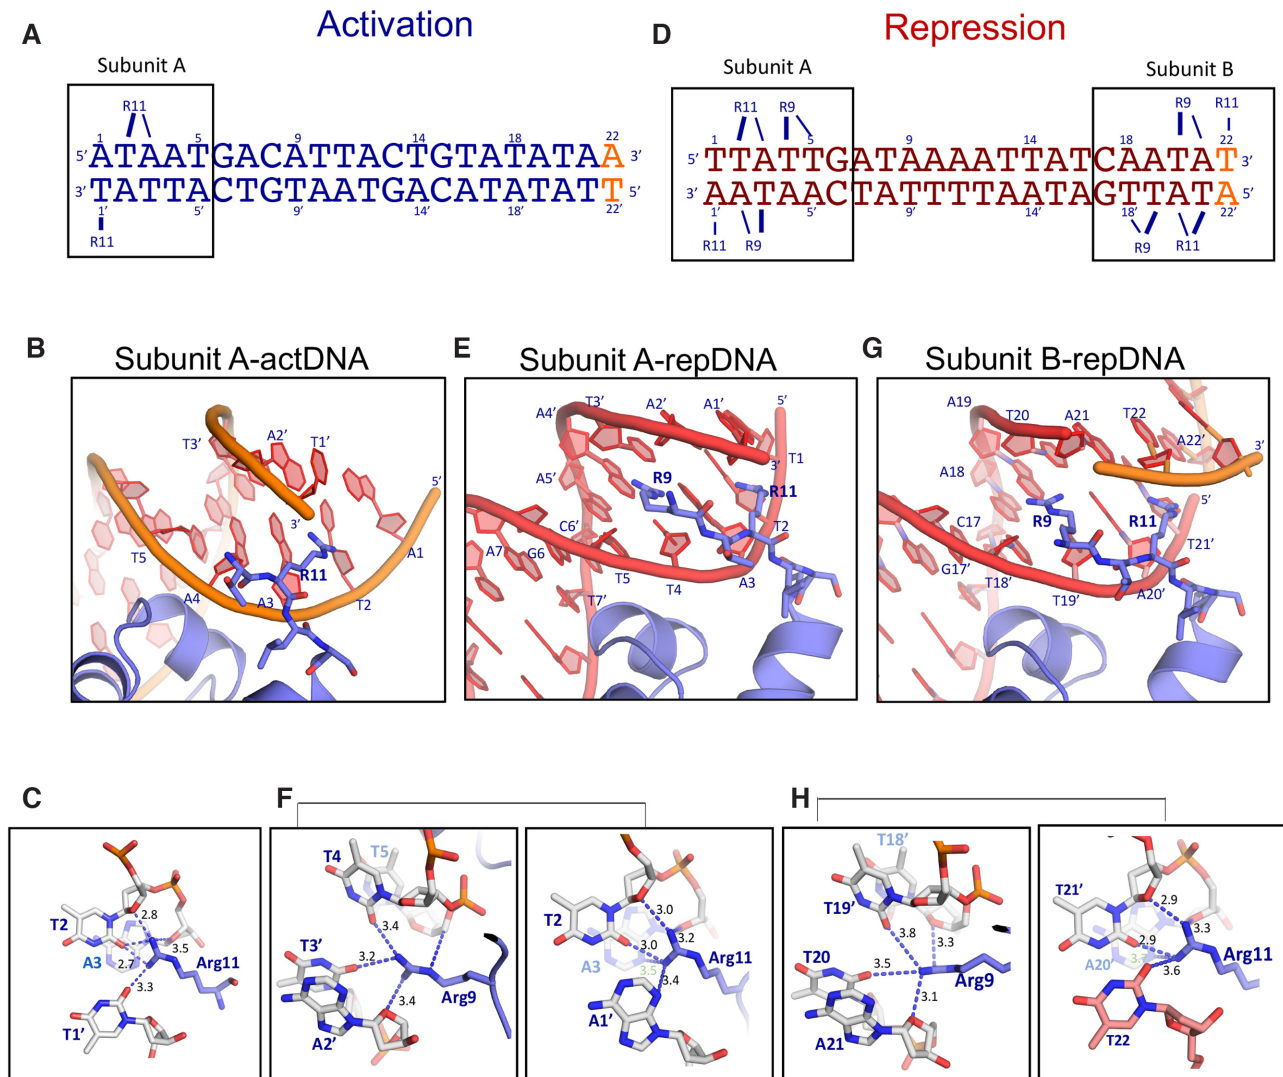 A
Activation
Subunit A
R11
1 5 9 14 18 22
5’ ATAATGACATTACTGTATATAA 3’
3’ TATTACTGTAATGACATATATT 5’
1’ 5’ 9’ 14’ 18’ 22’
R11
D
Repression
Subunit A
Subunit B
R11 R9 R9 R11
1 5 9 14 18 22
5’ TTATTGATAAAATTATCAATAT 3’
3’ AATAACTATTTTAATAGTTATA 5’
1’ 5’ 9’ 14’ 18’ 22’
R11 R9 R9 R11
B
Subunit A-actDNA
T3’
A2’
T1’
5’
3’
T5
R11
A1
A4
A3
T2
E
Subunit A-repDNA
A4’
T3’
A2’
A1’
5’
T1
3’
A5’
R9
R11
C6’
T2
A7
G6
T5
T4
A3
T7’
G
Subunit B-repDNA
A19
T20
A21
T22
A22’
3’
A18
5’
C17
R9
R11
T21’
G17’
T18’
T19’
A20’
C
T2
2.8
3.5
A3
2.7
Arg11
3.3
T1’
F
T4
T5
3.4
T3’
3.2
3.4
Arg9
A2’
T2
3.0
3.2
3.0
A3
3.5
Arg11
3.4
A1’
H
T18’
T19’
3.8
3.3
T20
3.5
Arg9
3.1
A21
T21’
2.9
3.3
2.9
A20’
3.7
Arg11
3.6
T22